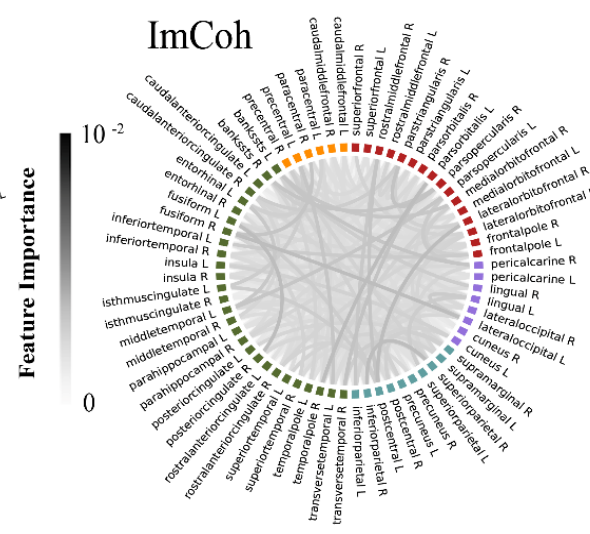 ImCoh
10 -2
Feature Importance
0
caudalmiddlefrontal L
superiorfrontal R
superiorfrontal L
rostralmiddlefrontal R
rostralmiddlefrontal L
parstriangularis R
parstriangularis L
parsorbitalis R
parsorbitalis L
parsopercularis R
parsopercularis L
medialorbitofrontal R
medialorbitofrontal L
lateralorbitofrontal R
lateralorbitofrontal
frontalpole R
frontalpole L
pericalcarine R
pericalcarine L
lingual R
lingual L
lateraloccipital R
lateraloccipital L
cuneus R
cuneus L
supramarginal R
supramarginal L
superiorparietal R
superiorparietal L
precuneus R
precuneus L
postcentral R
postcentral L
inferiorparietal R
inferiorparietal L
transversetemporal R
transversetemporal L
temporalpole R
temporalpole L
superiortemporal R
superiortemporal L
rostralanteriorcingulate R
rostralanteriorcingulate L
posteriorcingulate R
posteriorcingulate L
parahippocampal R
parahippocampal L
middletemporal R
middletemporal L
isthmuscingulate R
isthmuscingulate L
insula R
insula L
inferiortemporal R
inferiortemporal L
fusiform R
fusiform L
entorhinal R
entorhinal L
caudalanteriorcingulate R
caudalanteriorcingulate L
bankssts R
bankssts L
precentral R
precentral L
paracentral R
paracentral L
caudalmiddlefrontal R